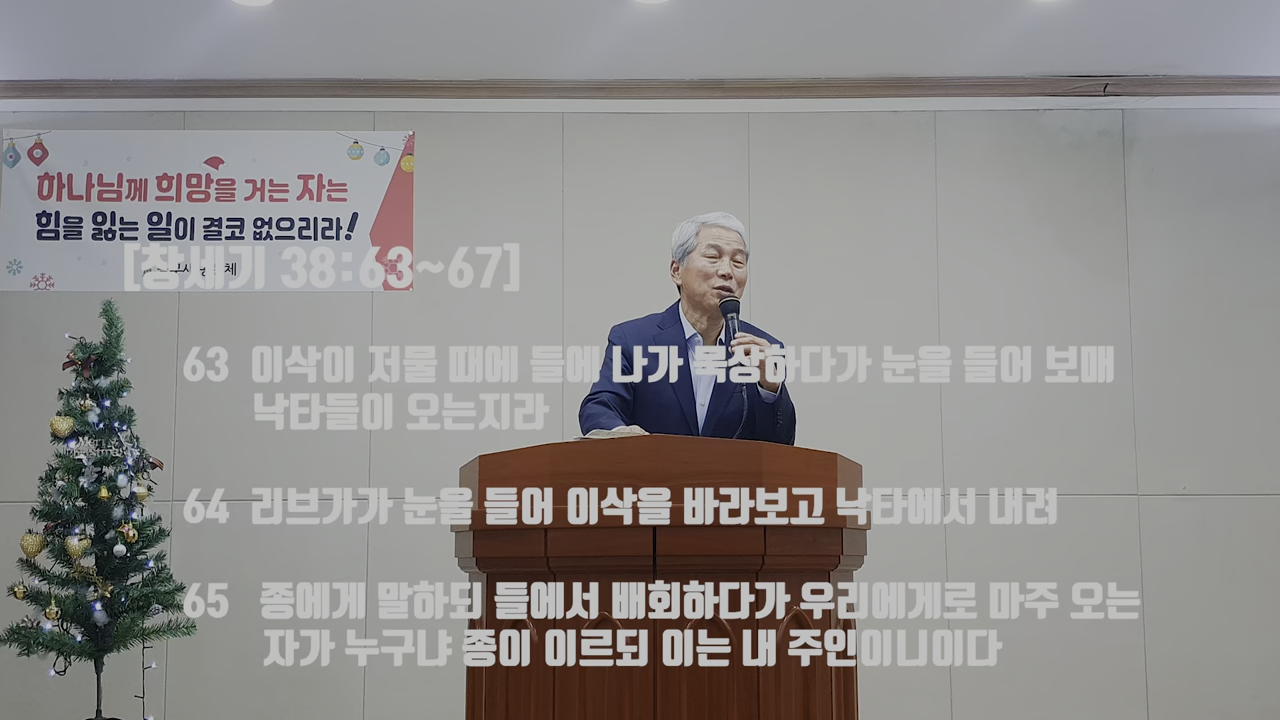 하나님께 희망을 거는 자는
힘을 잃는 일이 결코 없으리라!
[창세기 38:63~67]
63 이삭이 저물 때에 들에 나가 묵상하다가 눈을 들어 보매
낙타들이 오는지라
64 리브가가 눈을 들어 이삭을 바라보고 낙타에서 내려
65 종에게 말하되 들에서 배회하다가 우리에게로 마주 오는
자가 누구냐 종이 이르되 이는 내 주인이니이다